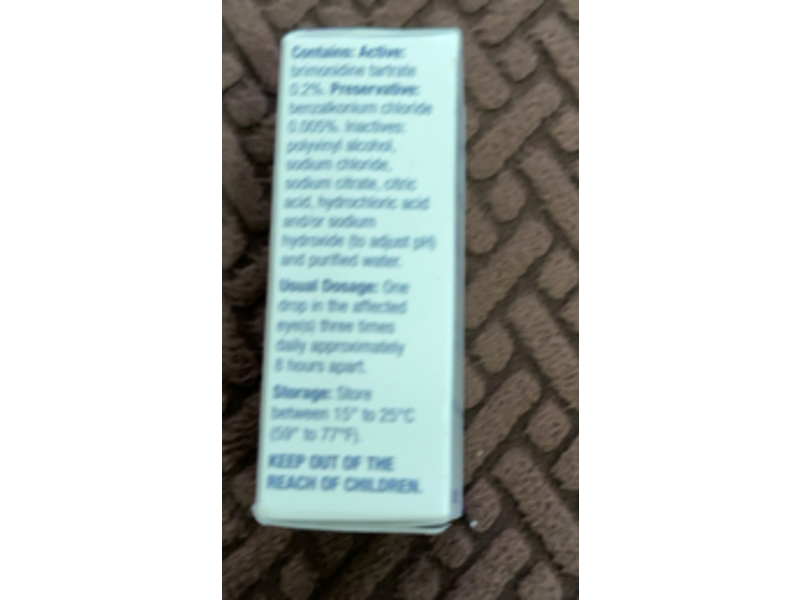 Contains: Active:
brimonidine tartrate
0.2%. Preservative:
benzalkonium chloride
0.005%. Inactives:
polyvinyl alcohol,
sodium chloride,
sodium citrate, citric
acid, hydrochloric acid
and/or sodium
hydroxide (to adjust pH)
and purified water.
Usual Dosage: One
drop in the affected
eye(s) three times
daily approximately
8 hours apart.
Storage: Store
between 15° to 25°C
(59° to 77°F).
KEEP OUT OF THE
REACH OF CHILDREN.